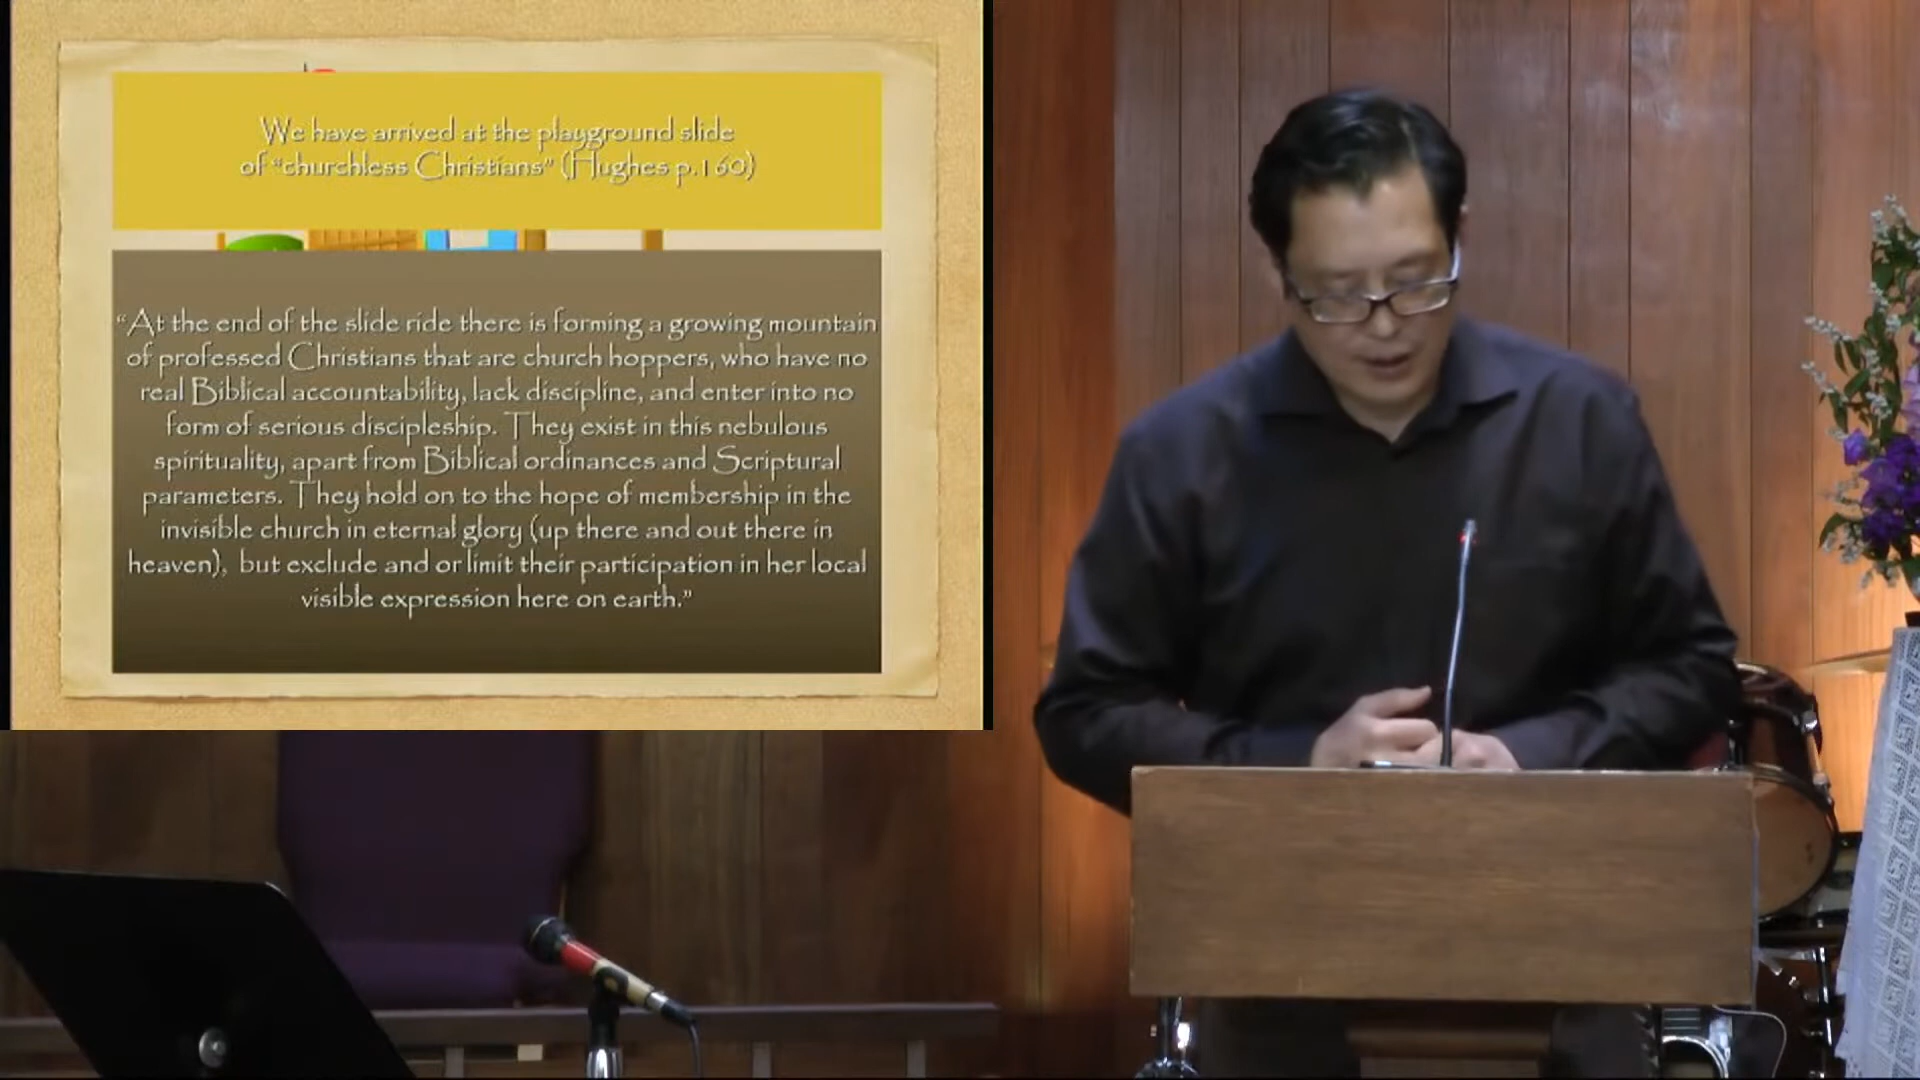 We have arrived at the playground slide
of “churchless Christians” (Hughes p.160)
“At the end of the slide ride there is forming a growing mountain
of professed Christians that are church hoppers, who have no
real Biblical accountability, lack discipline, and enter into no
form of serious discipleship. They exist in this nebulous
spirituality, apart from Biblical ordinances and Scriptural
parameters. They hold on to the hope of membership in the
invisible church in eternal glory (up there and out there in
heaven), but exclude and or limit their participation in her local
visible expression here on earth.”